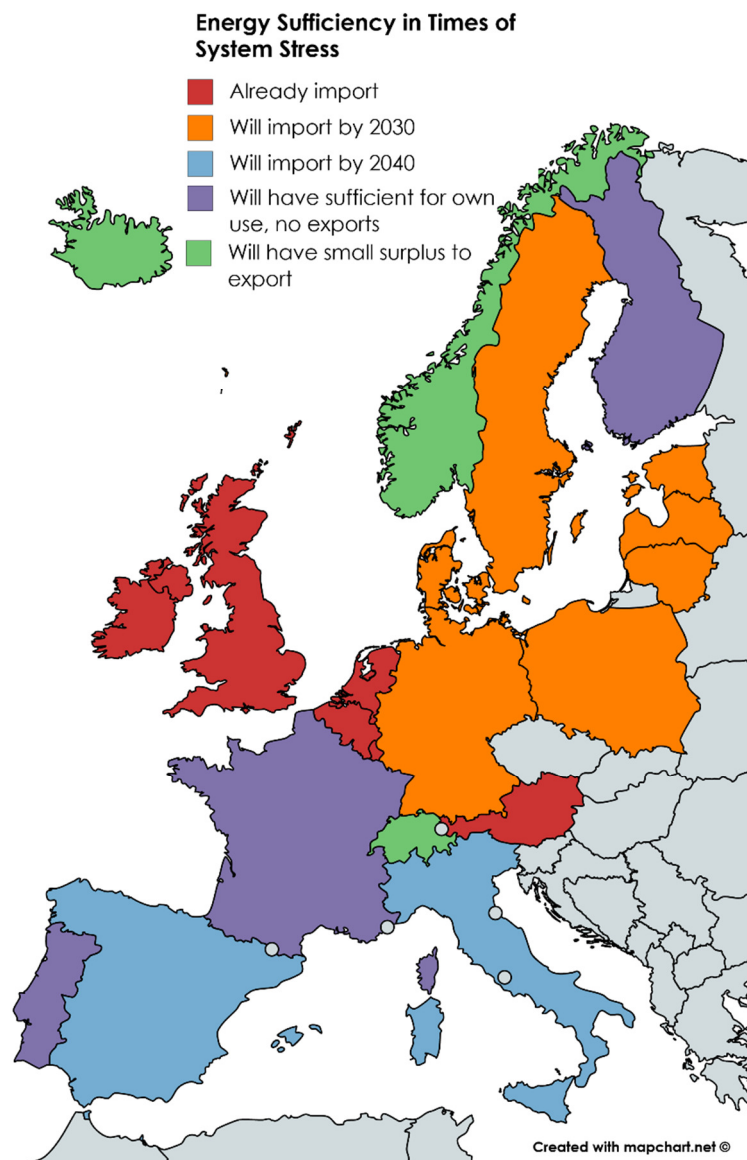 Energy Sufficiency in Times of
System Stress
Already import
Will import by 2030
Will import by 2040
Will have sufficient for own
use, no exports
Will have small surplus to
export
Created with mapchart.net ©